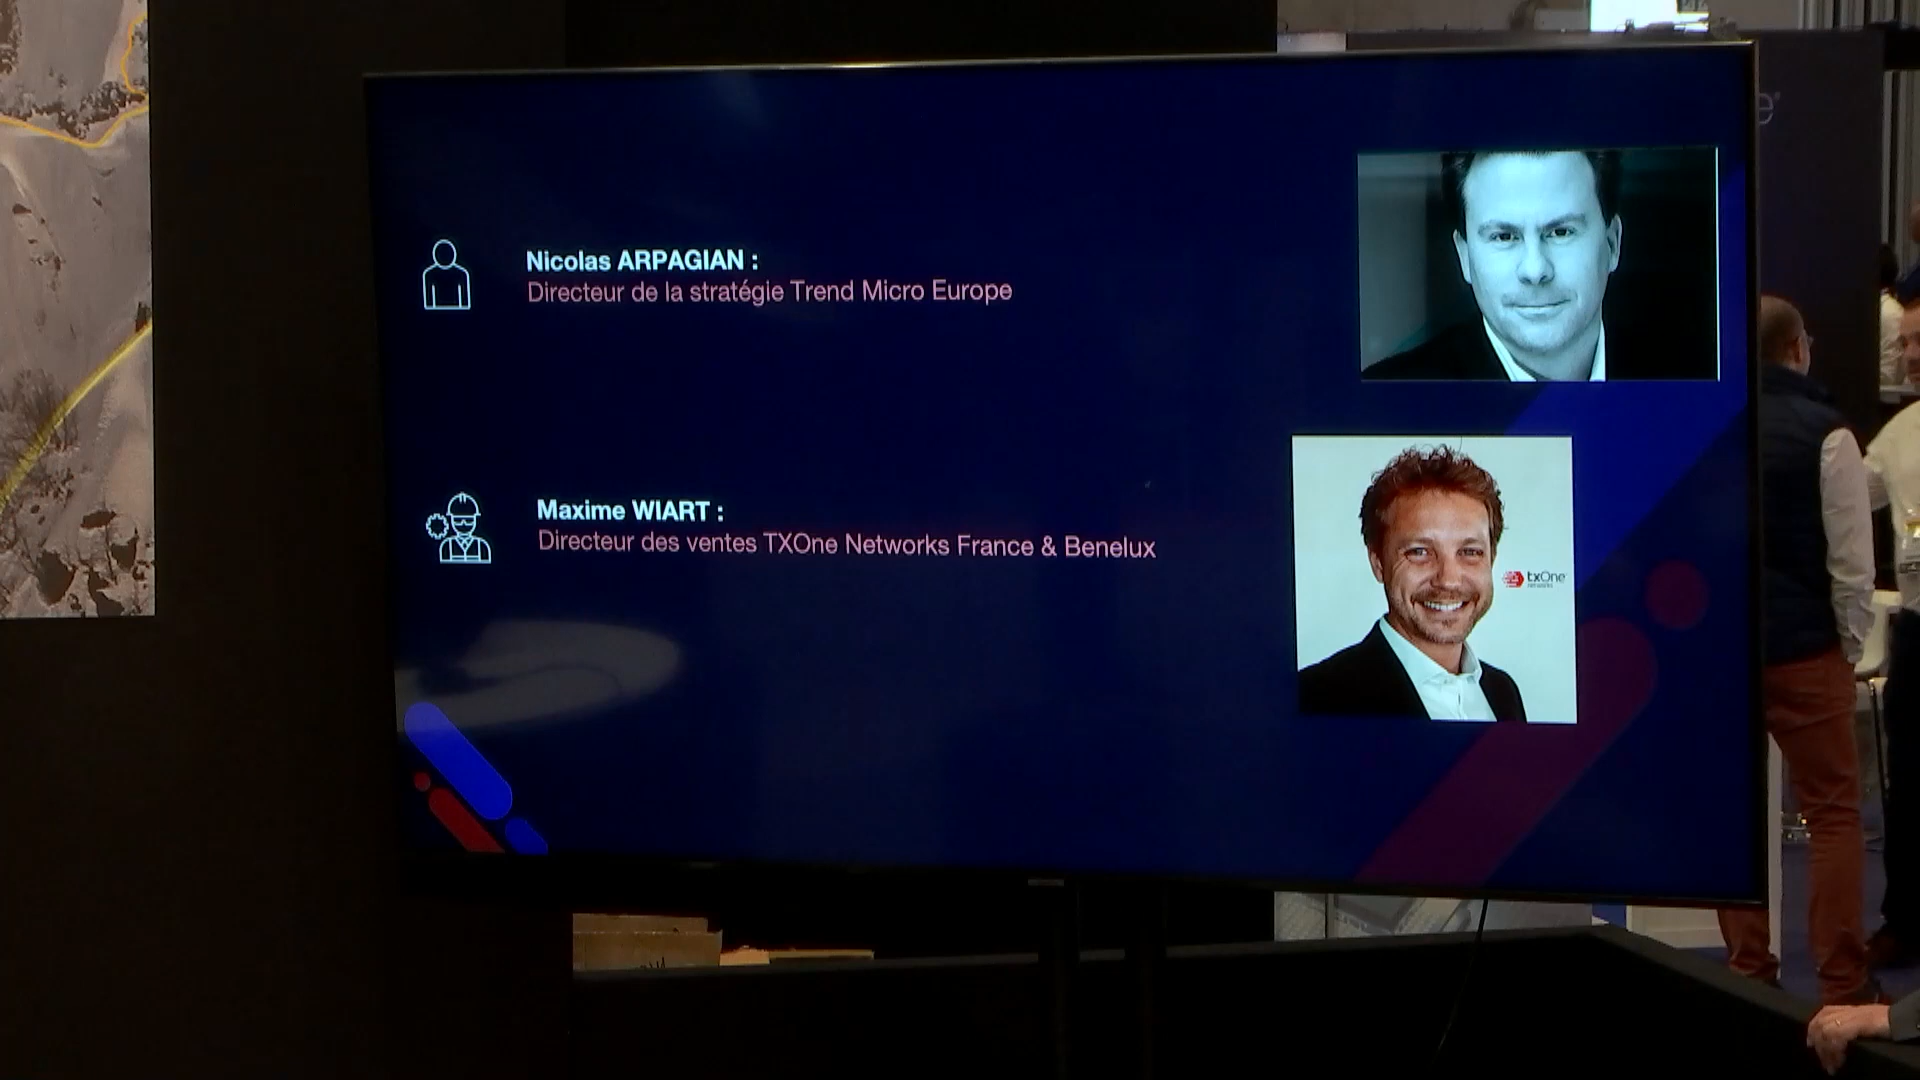 Nicolas ARPAGIAN :
Directeur de la stratégie Trend Micro Europe
Maxime WIART :
Directeur des ventes TXOne Networks France & Benelux
txOne
networks